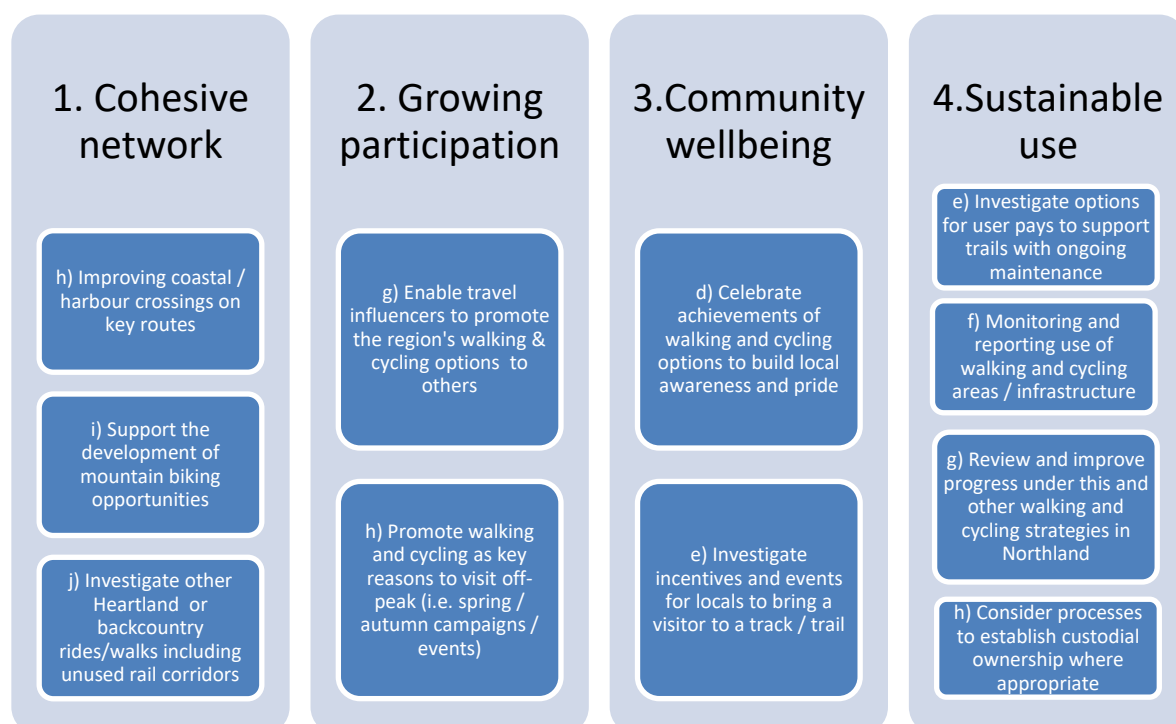 1. Cohesive
network
h) Improving coastal /
harbour crossings on
key routes
i) Support the
development of
mountain biking
opportunities
j) Investigate other
Heartland or
backcountry
rides/walks including
unused rail corridors
2. Growing
participation
g) Enable travel
influencers to promote
the region's walking &
cycling options to
others
h) Promote walking
and cycling as key
reasons to visit off-
peak (i.e. spring /
autumn campaigns /
events)
3.Community
wellbeing
d) Celebrate
achievements of
walking and cycling
options to build local
awareness and pride
e) Investigate
incentives and events
for locals to bring a
visitor to a track / trail
4.Sustainable
use
e) Investigate options
for user pays to support
trails with ongoing
maintenance
f) Monitoring and
reporting use of
walking and cycling
areas / infrastructure
g) Review and improve
progress under this and
other walking and
cycling strategies in
Northland
h) Consider processes
to establish custodial
ownership where
appropriate